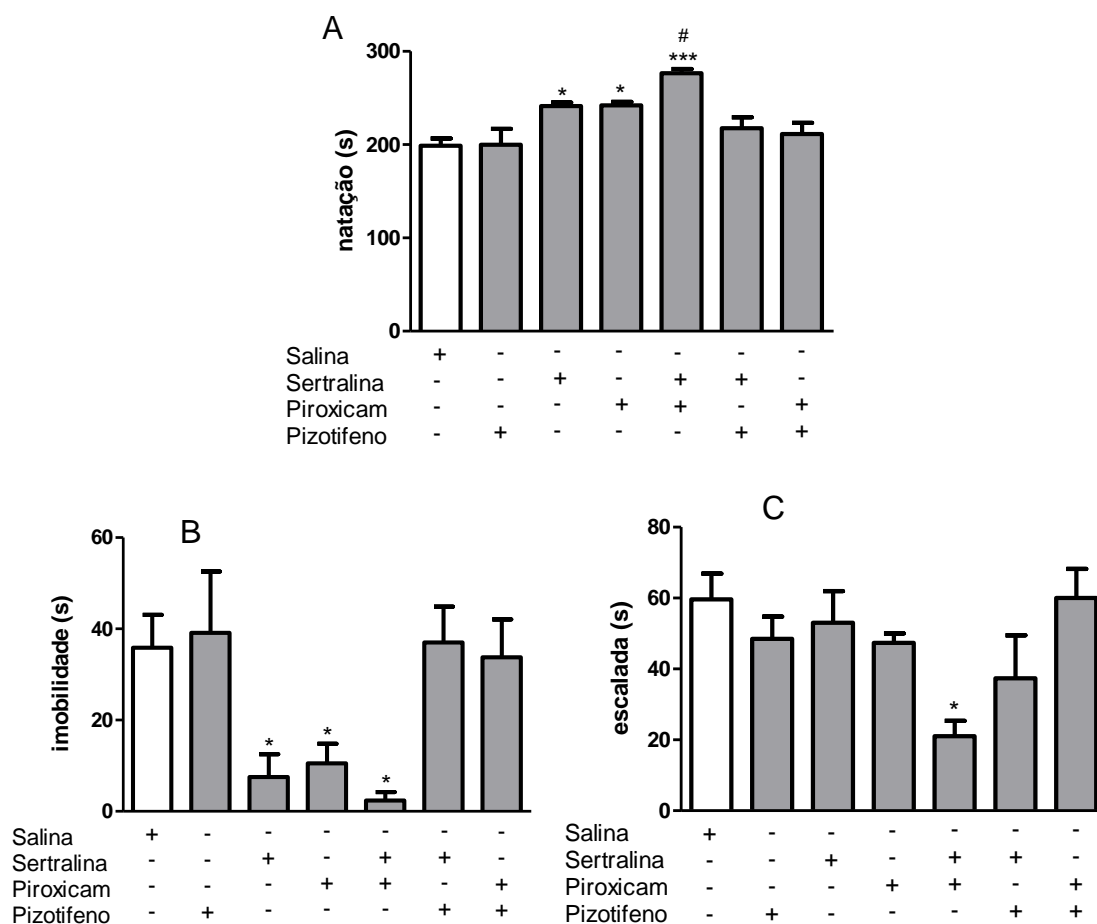 A
#
***
* *
300
200
100
0
natação (s)
Salina + - - - - - -
Sertralina - - + - + + -
Piroxicam - - - + + - +
Pizotifeno - + - - - + +
B
60
40
20
0
imobilidade (s)
* * *
Salina + - - - - - -
Sertralina - - + - + + -
Piroxicam - - - + + - +
Pizotifeno - + - - - + +
C
80
60
40
20
0
escalada (s)
*
Salina + - - - - - -
Sertralina - - + - + + -
Piroxicam - - - + + - +
Pizotifeno - + - - - + +